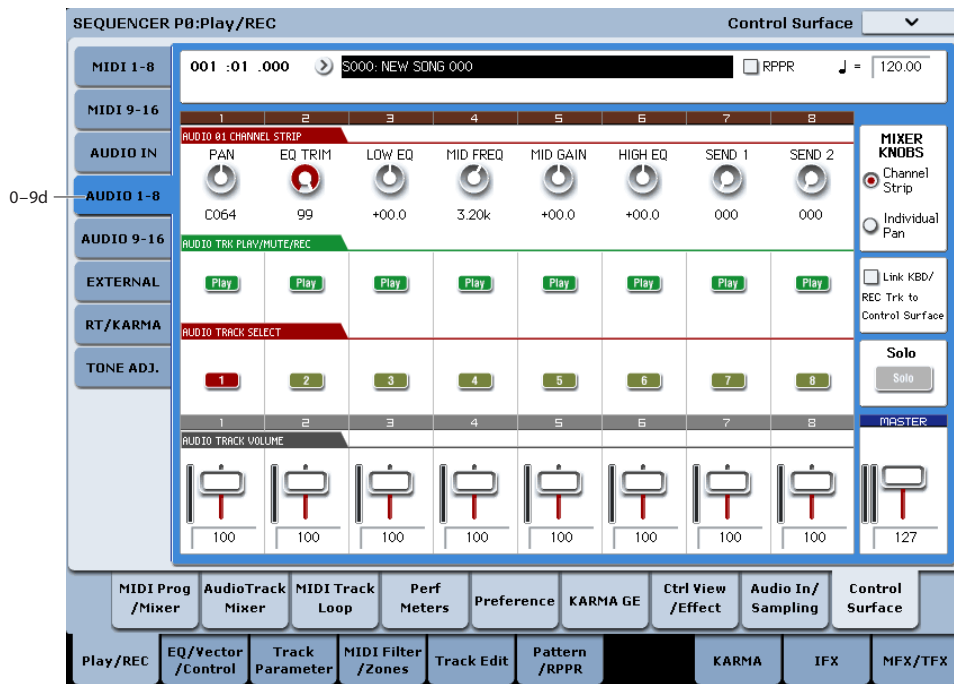 SEQUENCER P0:Play/REC
Control Surface
MIDI 1-8
MIDI 9-16
AUDIO IN
0-9d
AUDIO 1-8
AUDIO 9-16
EXTERNAL
RT/KARMA
TONE ADJ.
001 :01 .000
S000: NEW SONG 000
RPPR
♩ = 120.00
1 2 3 4 5 6 7 8
AUDIO 01 CHANNEL STRIP
PAN EQ TRIM LOW EQ MID FREQ MID GAIN HIGH EQ SEND 1 SEND 2
C064 99 +00.0 3.20k +00.0 +00.0 000 000
AUDIO TRK PLAY/MUTE/REC
Play Play Play Play Play Play Play Play
AUDIO TRACK SELECT
1 2 3 4 5 6 7 8
1 2 3 4 5 6 7 8
AUDIO TRACK VOLUME
100 100 100 100 100 100 100 100
MIXER
KNOBS
Channel
Strip
Individual
Pan
Link KBD/
REC Trk to
Control Surface
Solo
Solo
MASTER
127
MIDI Prog
/Mixer
AudioTrack
Mixer
MIDI Track
Loop
Perf
Meters
Preference
KARMA GE
Ctrl View
/Effect
Audio In/
Sampling
Control
Surface
Play/REC
EQ/Vector
/Control
Track
Parameter
MIDI Filter
/Zones
Track Edit
Pattern
/RPPR
KARMA
IFX
MFX/TFX